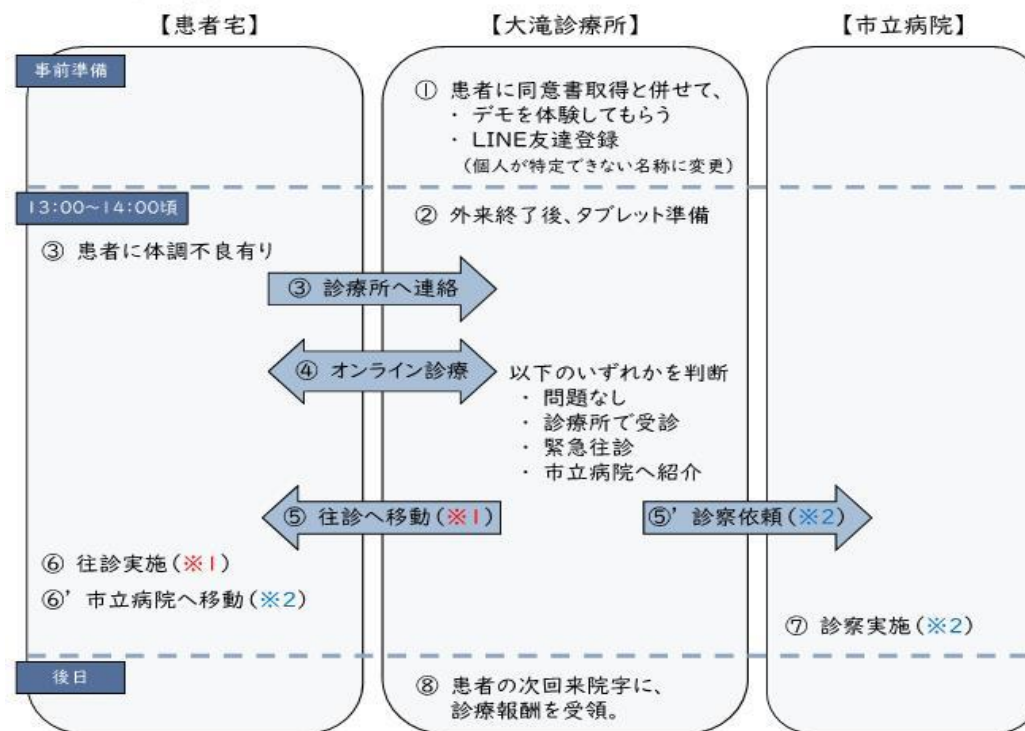 【患者宅】
【大滝診療所】
【市立病院】
事前準備
① 患者に同意書取得と併せて、
・ デモを体験してもらう
・ LINE友達登録
(個人が特定できない名称に変更)
13:00~14:00頃
② 外来終了後、タブレット準備
③ 患者に体調不良有り
③ 診療所へ連絡
④ オンライン診療
以下のいずれかを判断
・ 問題なし
・ 診療所で受診
・ 緊急往診
・ 市立病院へ紹介
⑤ 往診へ移動(※1)
⑤' 診察依頼(※2)
⑥ 往診実施(※1)
⑥' 市立病院へ移動(※2)
⑦ 診察実施(※2)
後日
⑧ 患者の次回来院字に、
診療報酬を受領。